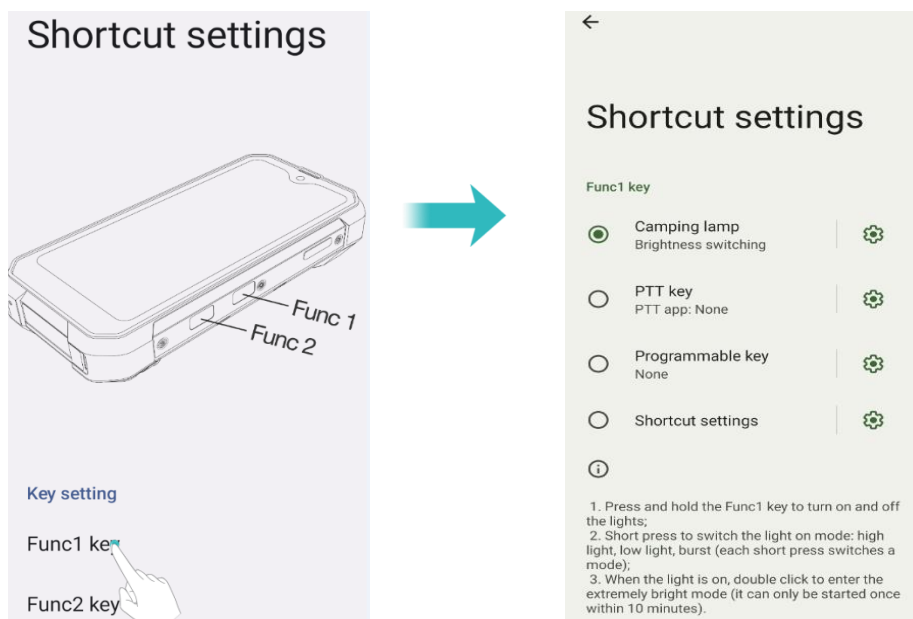 Shortcut settings
Func 1
Func 2
Key setting
Func1 key
Func2 key
Shortcut settings
Func1 key
Camping lamp
Brightness switching
PTT key
PTT app: None
Programmable key
None
Shortcut settings
1. Press and hold the Func1 key to turn on and off
the lights;
2. Short press to switch the light on mode: high
light, low light, burst (each short press switches a
mode);
3. When the light is on, double click to enter the
extremely bright mode (it can only be started once
within 10 minutes).